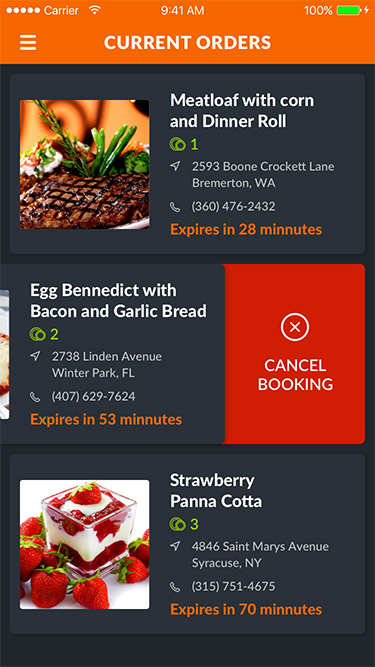 Carrier 9:41 AM 100%
CURRENT ORDERS
Meatloaf with corn
and Dinner Roll
1
2593 Boone Crockett Lane
Bremerton, WA
(360) 476-2432
Expires in 28 minnutes
Egg Bennedict with
Bacon and Garlic Bread
2
2738 Linden Avenue
Winter Park, FL
(407) 629-7624
Expires in 53 minnutes
CANCEL
BOOKING
Strawberry
Panna Cotta
3
4846 Saint Marys Avenue
Syracuse, NY
(315) 751-4675
Expires in 70 minnutes